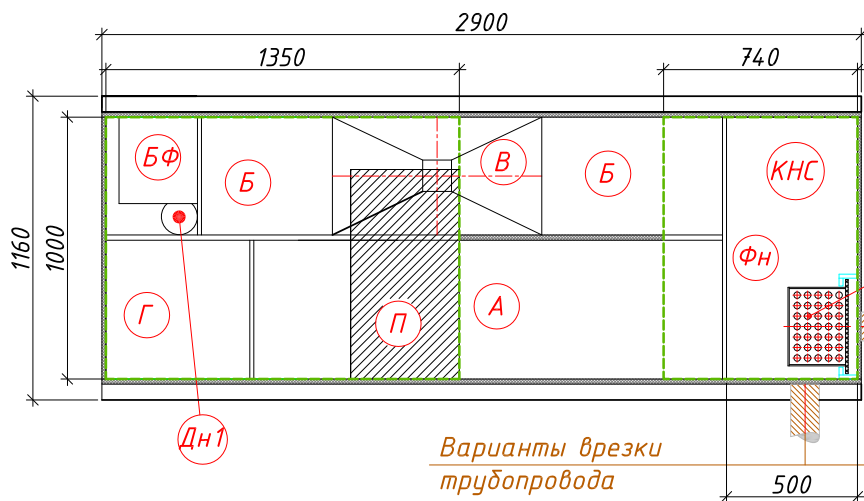 2900
1350
740
БФ
Б
В
Б
КНС
1160
1000
Фн
Г
П
А
Дн1
Варианты врезки
трубопровода
500